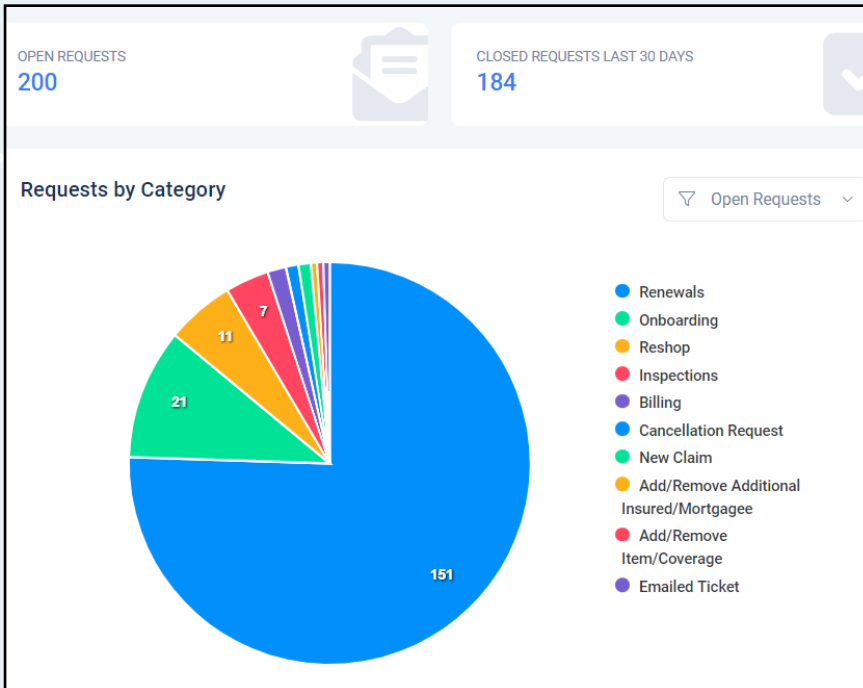 OPEN REQUESTS
200
CLOSED REQUESTS LAST 30 DAYS
184
Requests by Category
Open Requests
7
11
21
151
Renewals
Onboarding
Reshop
Inspections
Billing
Cancellation Request
New Claim
Add/Remove Additional
Insured/Mortgagee
Add/Remove
Item/Coverage
Emailed Ticket